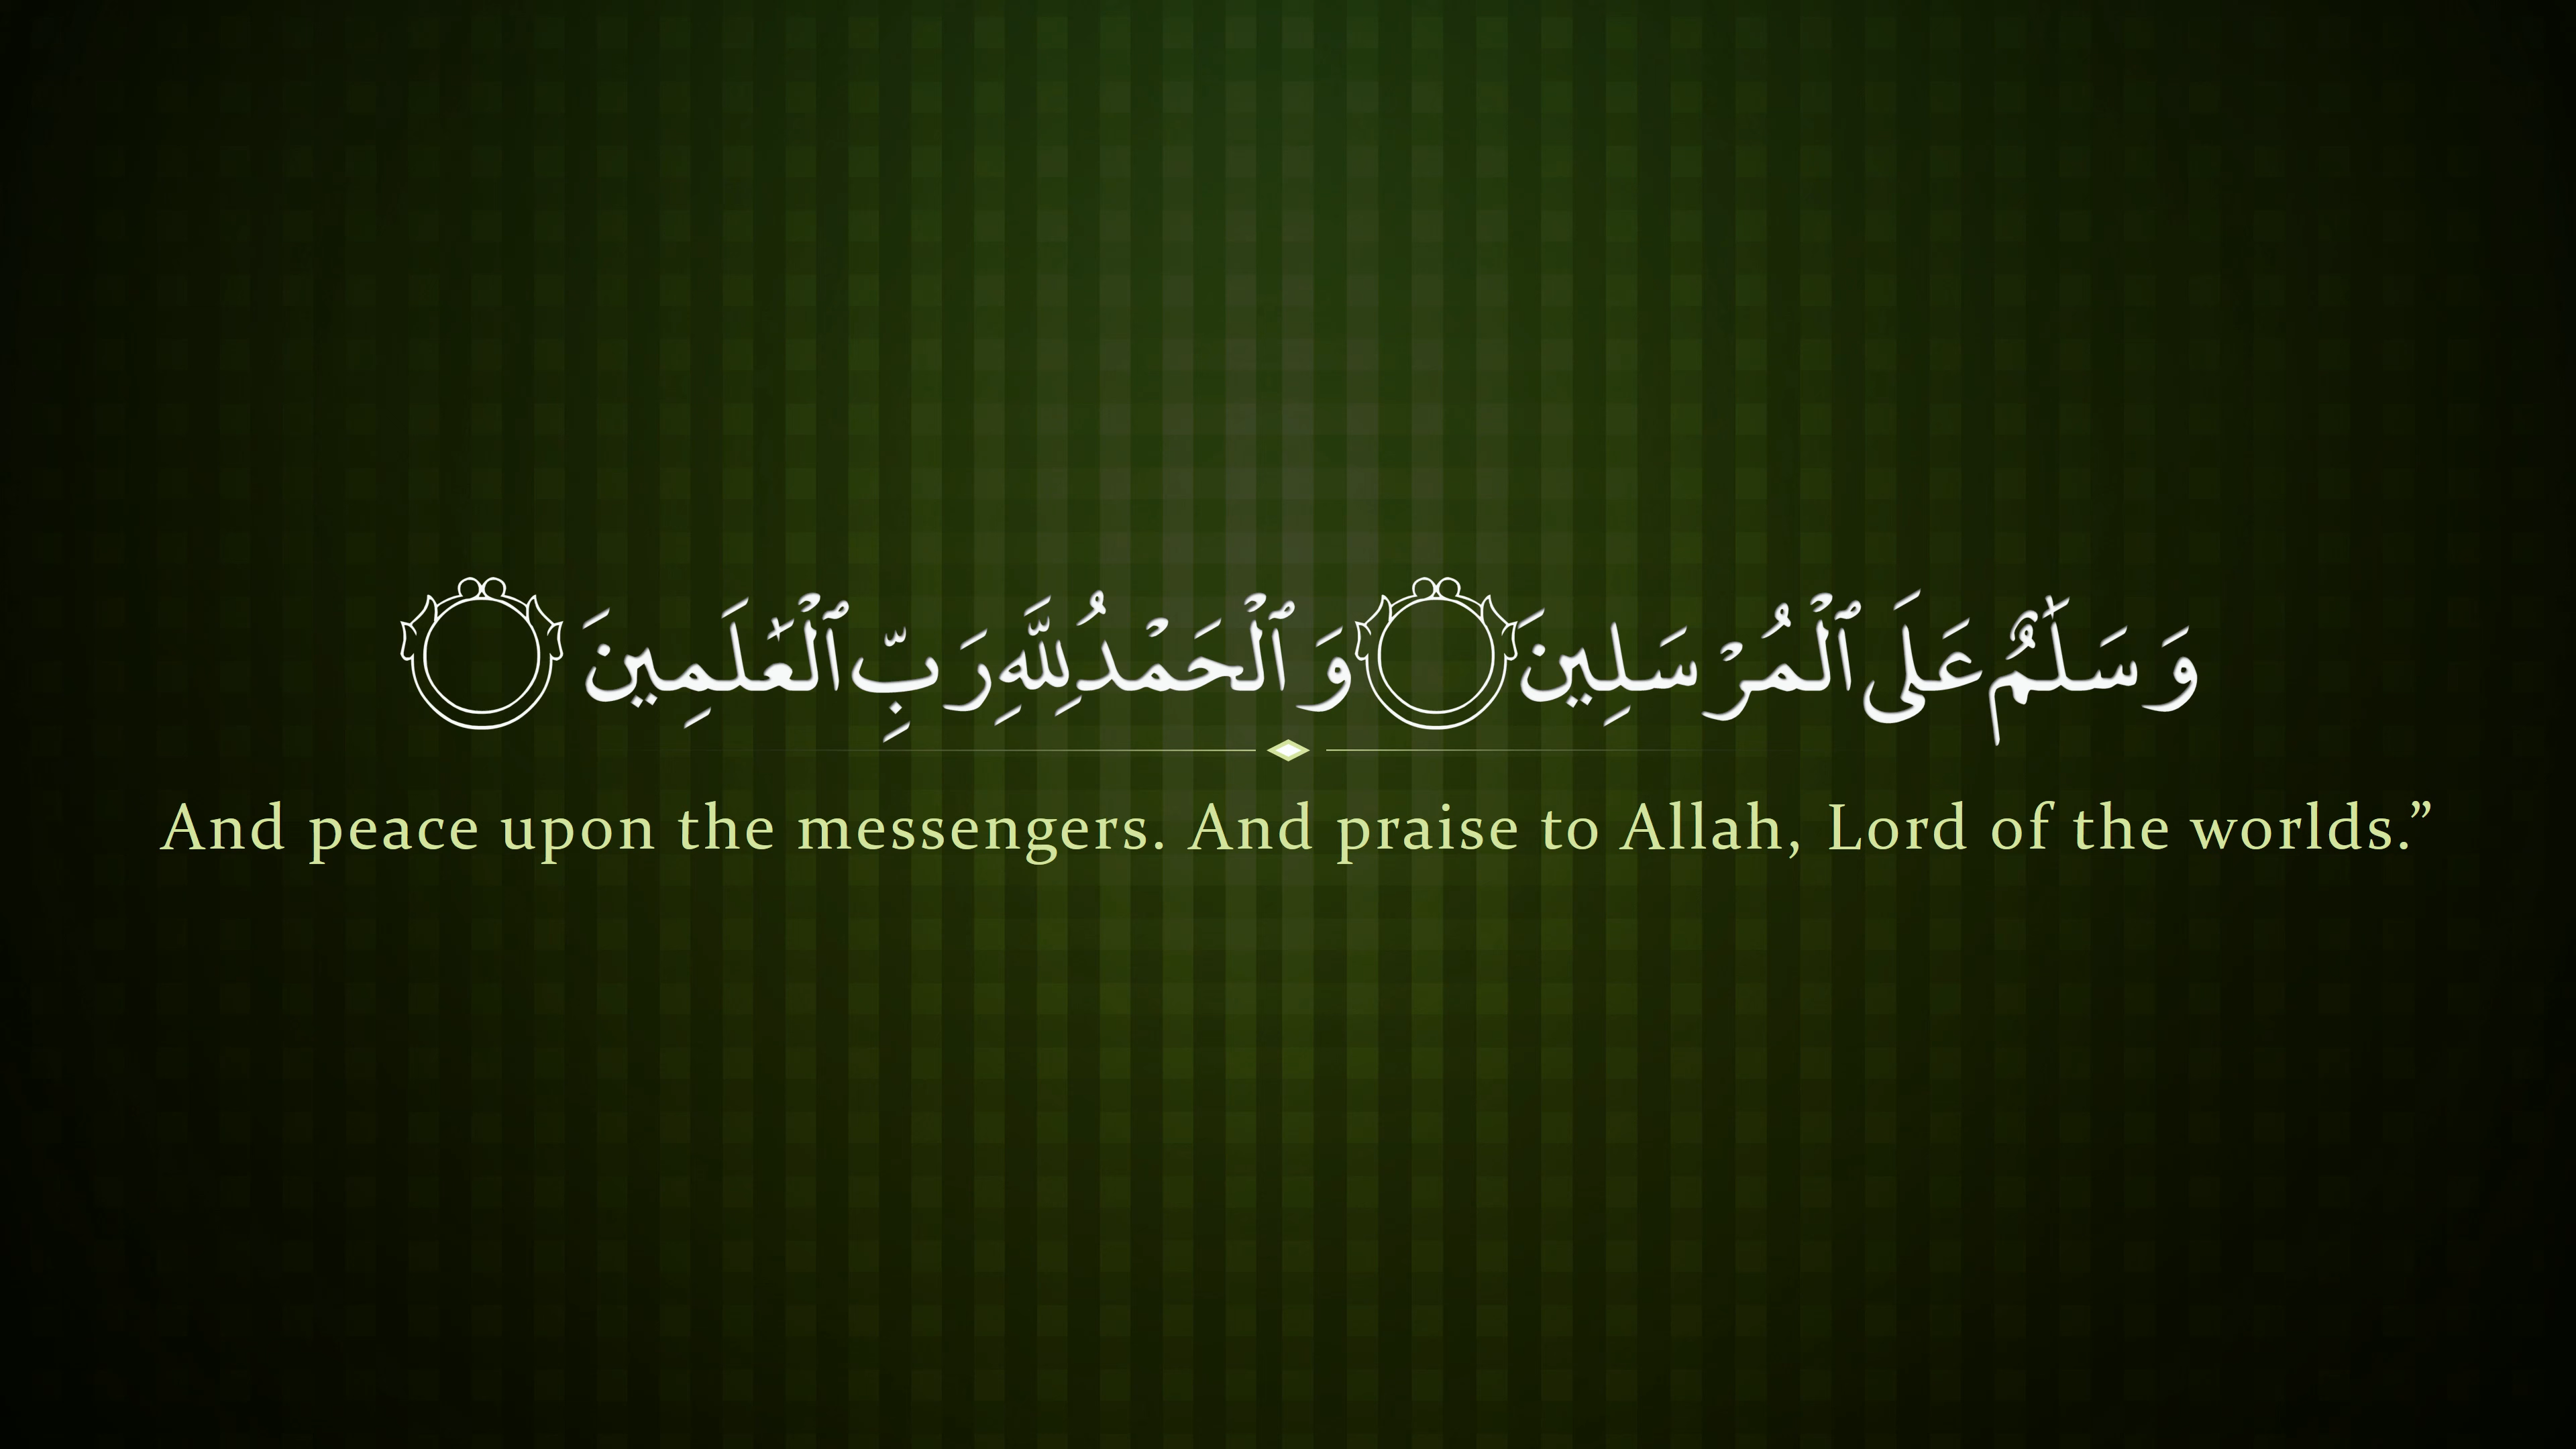 وَسَلَٰمٌ عَلَى ٱلْمُرْسَلِينَ ۝ وَٱلْحَمْدُ لِلَّهِ رَبِّ ٱلْعَٰلَمِينَ ۝
And peace upon the messengers. And praise to Allah, Lord of the worlds.”